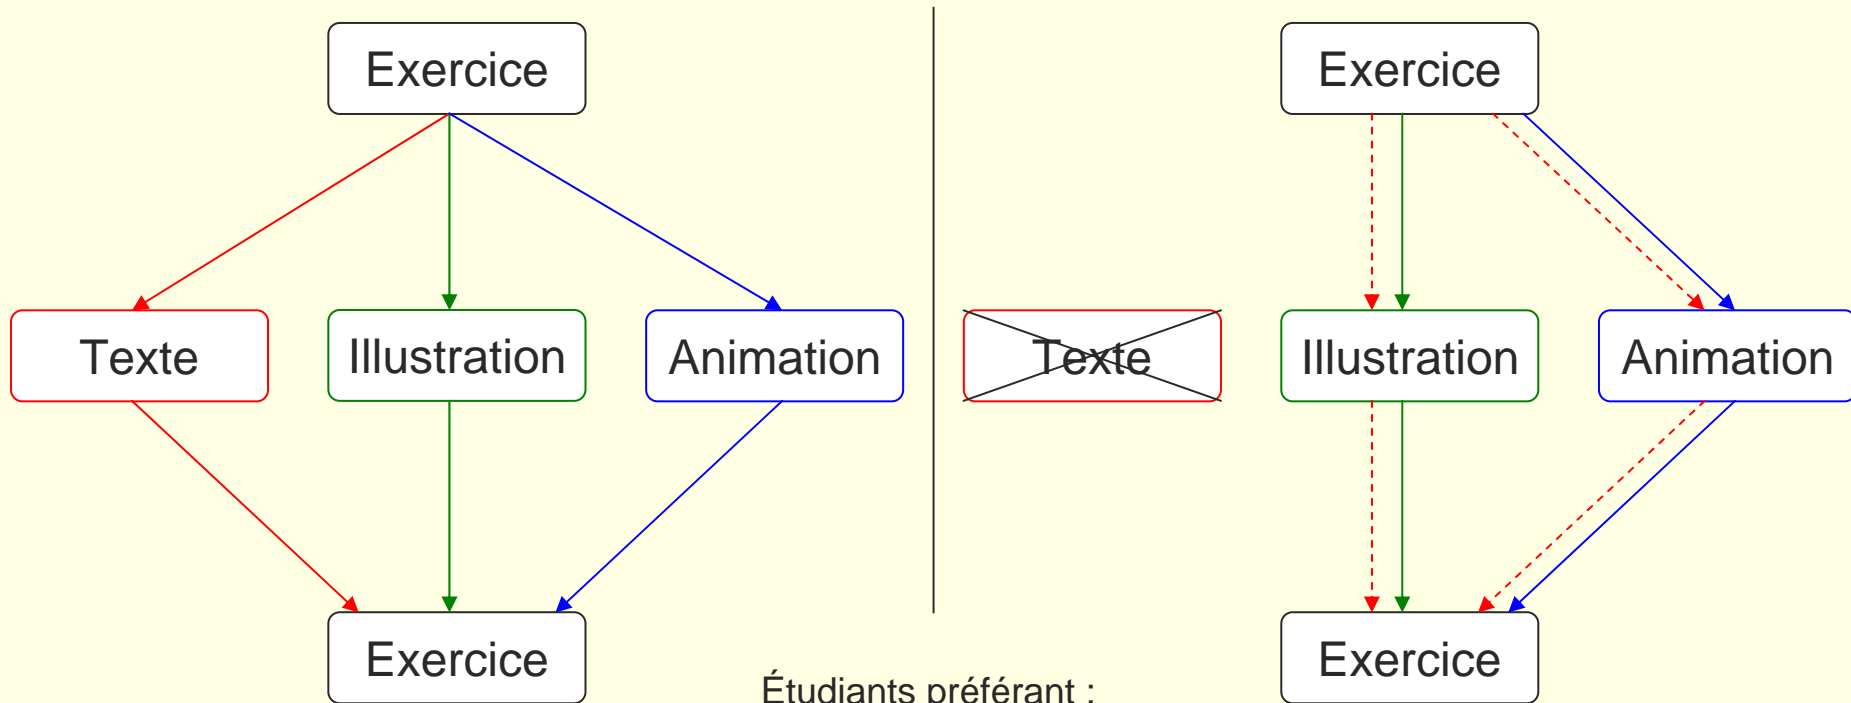 Exercice
Texte
Illustration
Animation
Exercice
Exercice
Texte
Illustration
Animation
Exercice
Étudiants préférant :